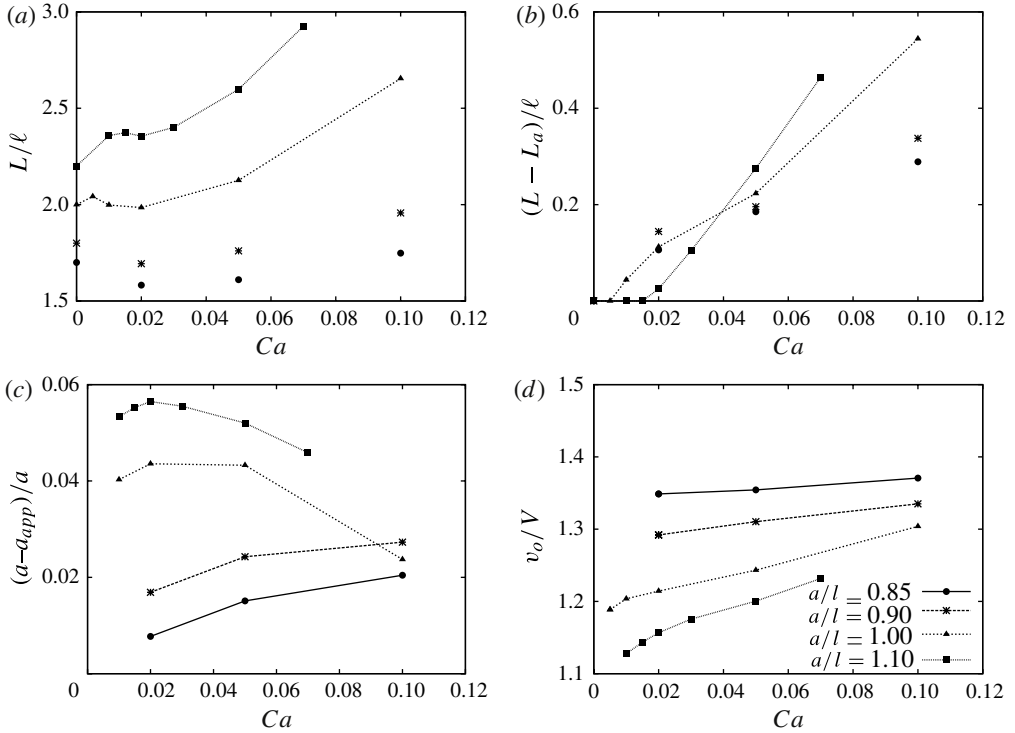 (a)
3.0
2.5
2.0
1.5
L/ℓ
0 0.02 0.04 0.06 0.08 0.10 0.12
Ca
(b)
0.6
0.4
0.2
(L − Lₐ)/ℓ
0 0.02 0.04 0.06 0.08 0.10 0.12
Ca
(c)
0.06
0.04
0.02
(a–a_app)/a
0 0.02 0.04 0.06 0.08 0.10 0.12
Ca
(d)
1.5
1.4
1.3
1.2
1.1
v_o/V
a/l = 0.85
a/l = 0.90
a/l = 1.00
a/l = 1.10
0 0.02 0.04 0.06 0.08 0.10 0.12
Ca